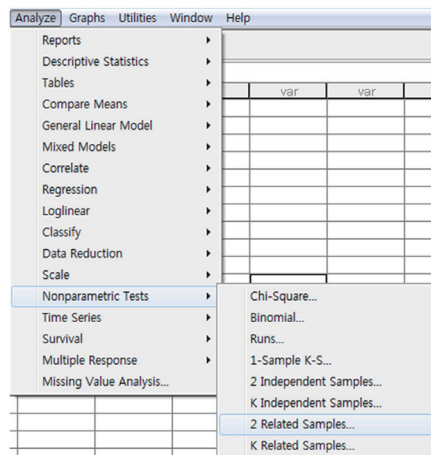 Analyze Graphs Utilities Window Help
Reports
Descriptive Statistics
Tables
var var
Compare Means
General Linear Model
Mixed Models
Correlate
Regression
Loglinear
Classify
Data Reduction
Scale
Nonparametric Tests
Time Series
Survival
Multiple Response
Missing Value Analysis...
Chi-Square...
Binomial...
Runs...
1-Sample K-S...
2 Independent Samples...
K Independent Samples...
2 Related Samples...
K Related Samples...